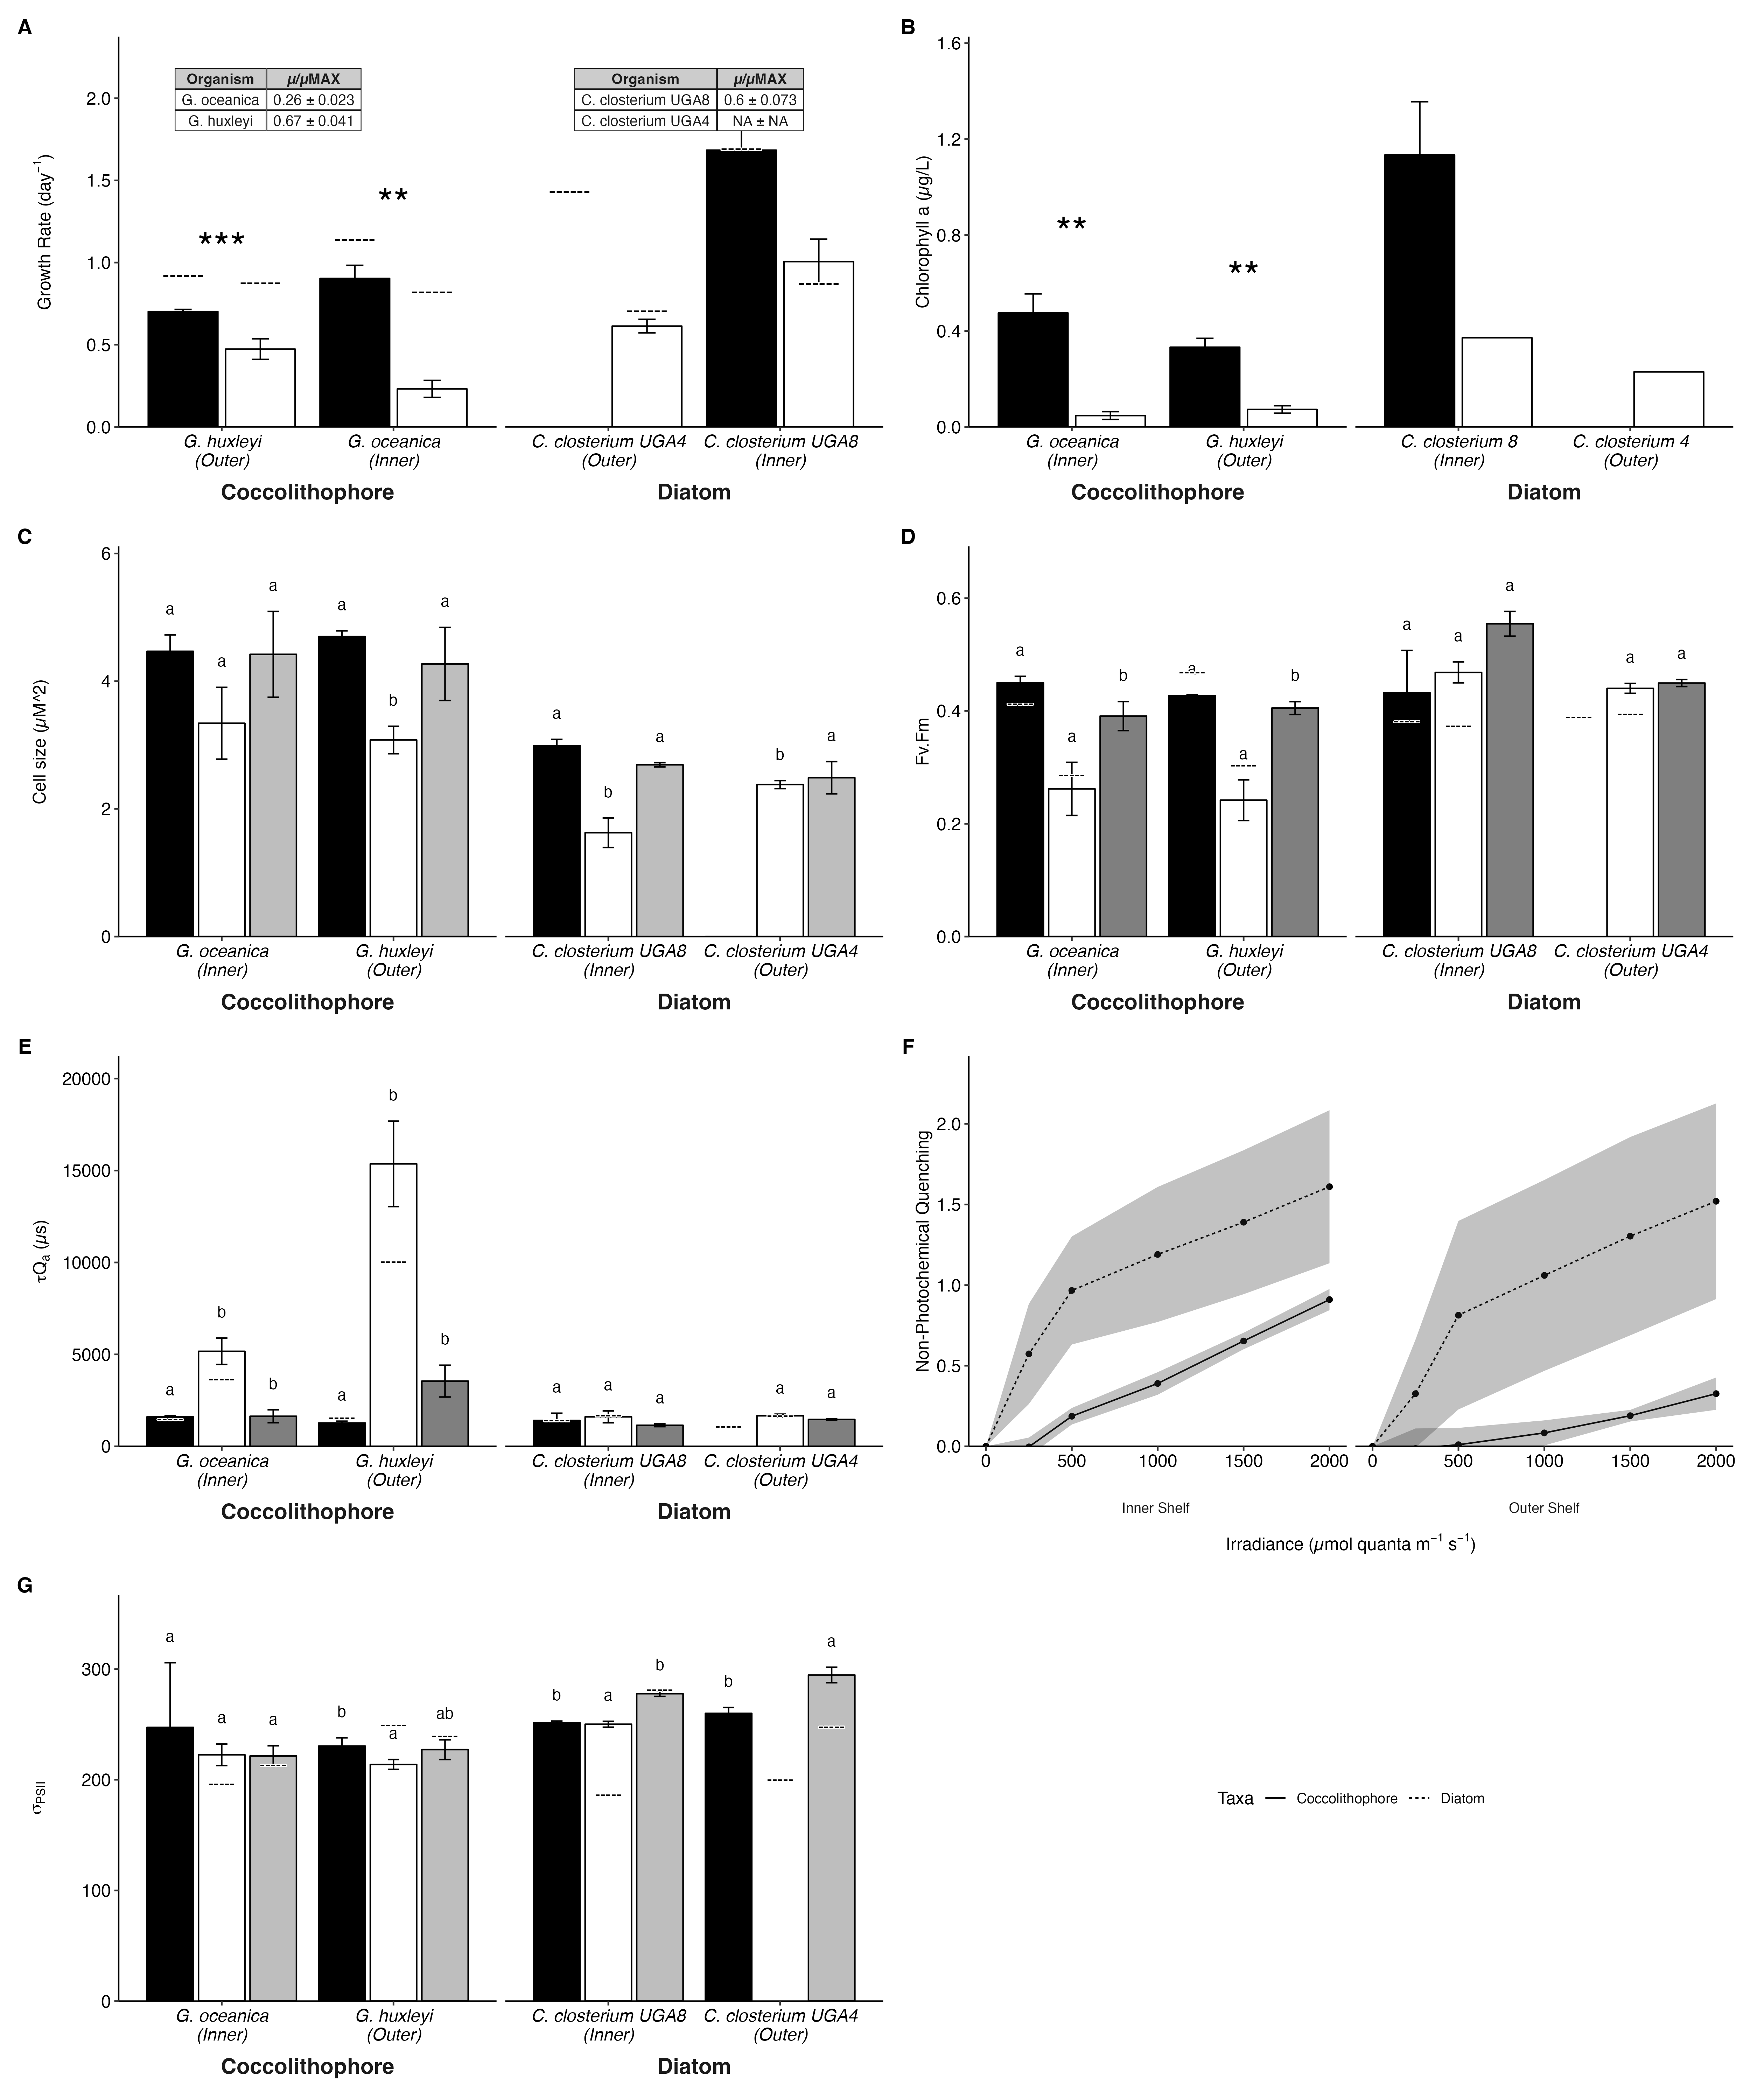 A
Organism μ/μMAX
G. oceanica 0.26 ± 0.023
G. huxleyi 0.67 ± 0.041
Organism μ/μMAX
C. closterium UGA8 0.6 ± 0.073
C. closterium UGA4 NA ± NA
Growth Rate (day⁻¹)
2.0
1.5
1.0
0.5
0.0
***
**
G. huxleyi
(Outer)
G. oceanica
(Inner)
C. closterium UGA4
(Outer)
C. closterium UGA8
(Inner)
Coccolithophore
Diatom
B
Chlorophyll a (μg/L)
1.6
1.2
0.8
0.4
0.0
**
**
G. oceanica
(Inner)
G. huxleyi
(Outer)
C. closterium 8
(Inner)
C. closterium 4
(Outer)
Coccolithophore
Diatom
C
Cell size (μM^2)
6
4
2
0
a
a
a
a
b
a
a
b
a
b
a
G. oceanica
(Inner)
G. huxleyi
(Outer)
C. closterium UGA8
(Inner)
C. closterium UGA4
(Outer)
Coccolithophore
Diatom
D
Fv.Fm
0.6
0.4
0.2
0.0
a
a
b
a
a
b
a
a
a
a
a
G. oceanica
(Inner)
G. huxleyi
(Outer)
C. closterium UGA8
(Inner)
C. closterium UGA4
(Outer)
Coccolithophore
Diatom
E
τQa (μs)
20000
15000
10000
5000
0
a
b
b
a
b
b
a
a
a
a
a
G. oceanica
(Inner)
G. huxleyi
(Outer)
C. closterium UGA8
(Inner)
C. closterium UGA4
(Outer)
Coccolithophore
Diatom
F
Non-Photochemical Quenching
2.0
1.5
1.0
0.5
0.0
0 500 1000 1500 2000
0 500 1000 1500 2000
Inner Shelf
Outer Shelf
Irradiance (μmol quanta m⁻¹ s⁻¹)
G
σPSII
300
200
100
0
a
a
a
b
a
ab
b
a
b
b
a
G. oceanica
(Inner)
G. huxleyi
(Outer)
C. closterium UGA8
(Inner)
C. closterium UGA4
(Outer)
Coccolithophore
Diatom
Taxa Coccolithophore Diatom